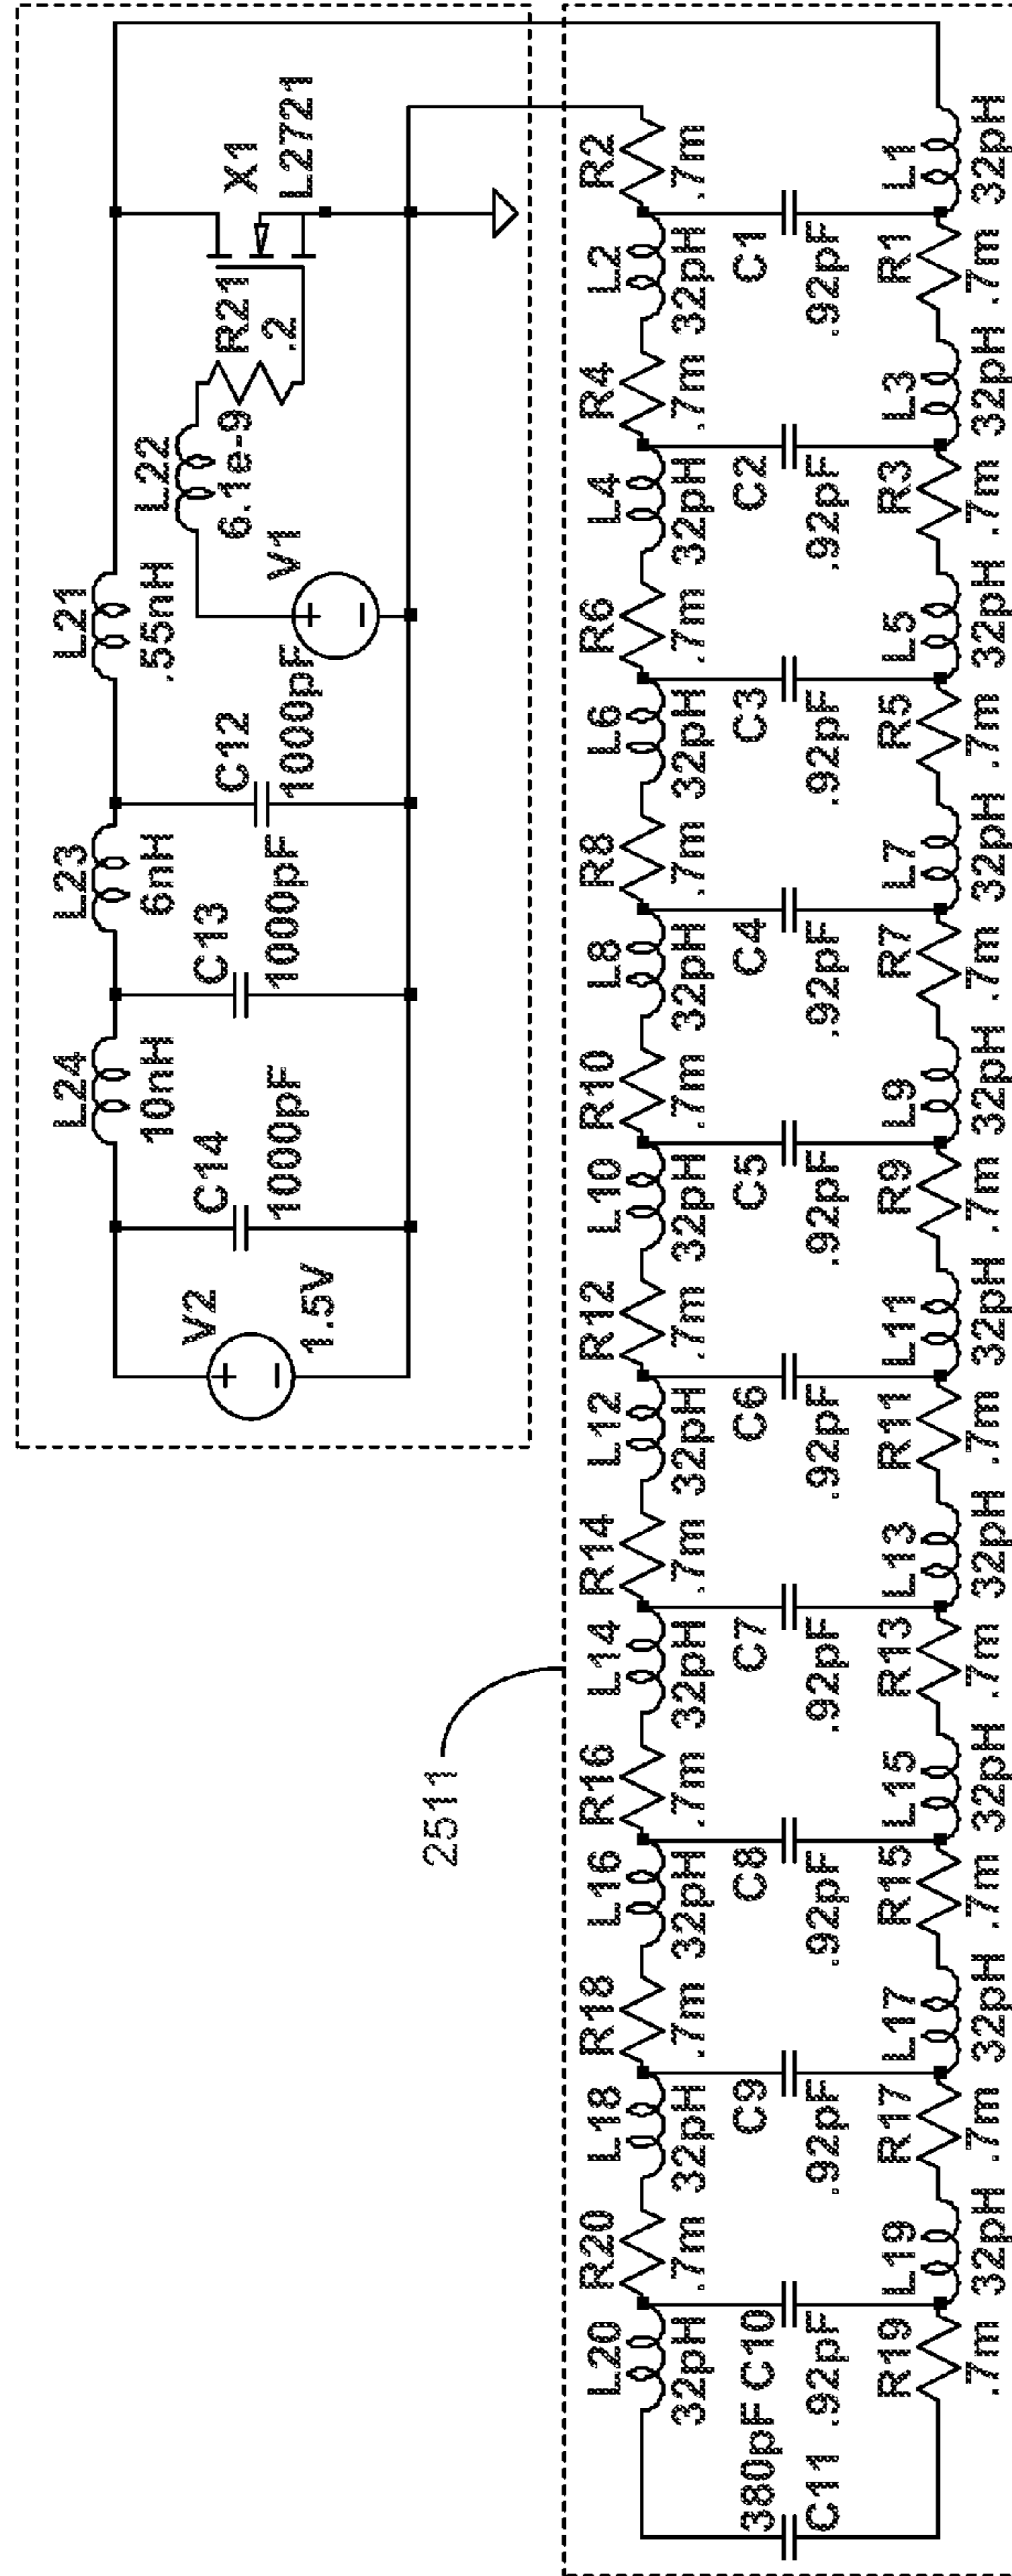 V2
1.5V
C14
1000pF
L24
10nH
C13
1000pF
L23
6nH
C12
1000pF
L21
.55nH
V1
L22
6.1e-9
R21
.2
X1
L2721
2511
L20
32pH
R20
.7m
L18
32pH
R18
.7m
L16
32pH
R16
.7m
L14
32pH
R14
.7m
L12
32pH
R12
.7m
L10
32pH
R10
.7m
L8
32pH
R8
.7m
L6
32pH
R6
.7m
L4
32pH
R4
.7m
L2
32pH
R2
.7m
380pF
C11
C10
.92pF
C9
.92pF
C8
.92pF
C7
.92pF
C6
.92pF
C5
.92pF
C4
.92pF
C3
.92pF
C2
.92pF
C1
.92pF
R19
.7m
L19
32pH
R17
.7m
L17
32pH
R15
.7m
L15
32pH
R13
.7m
L13
32pH
R11
.7m
L11
32pH
R9
.7m
L9
32pH
R7
.7m
L7
32pH
R5
.7m
L5
32pH
R3
.7m
L3
32pH
R1
.7m
L1
32pH